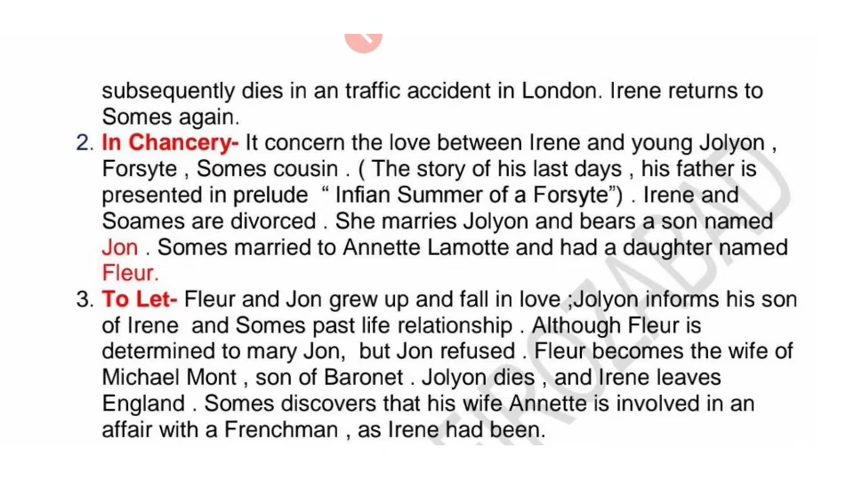 subsequently dies in an traffic accident in London. Irene returns to
Somes again.
2. In Chancery- It concern the love between Irene and young Jolyon ,
Forsyte , Somes cousin . ( The story of his last days , his father is
presented in prelude “ Infian Summer of a Forsyte”) . Irene and
Soames are divorced . She marries Jolyon and bears a son named
Jon . Somes married to Annette Lamotte and had a daughter named
Fleur.
3. To Let- Fleur and Jon grew up and fall in love ;Jolyon informs his son
of Irene and Somes past life relationship . Although Fleur is
determined to mary Jon, but Jon refused . Fleur becomes the wife of
Michael Mont , son of Baronet . Jolyon dies , and Irene leaves
England . Somes discovers that his wife Annette is involved in an
affair with a Frenchman , as Irene had been.
FIROZABAD